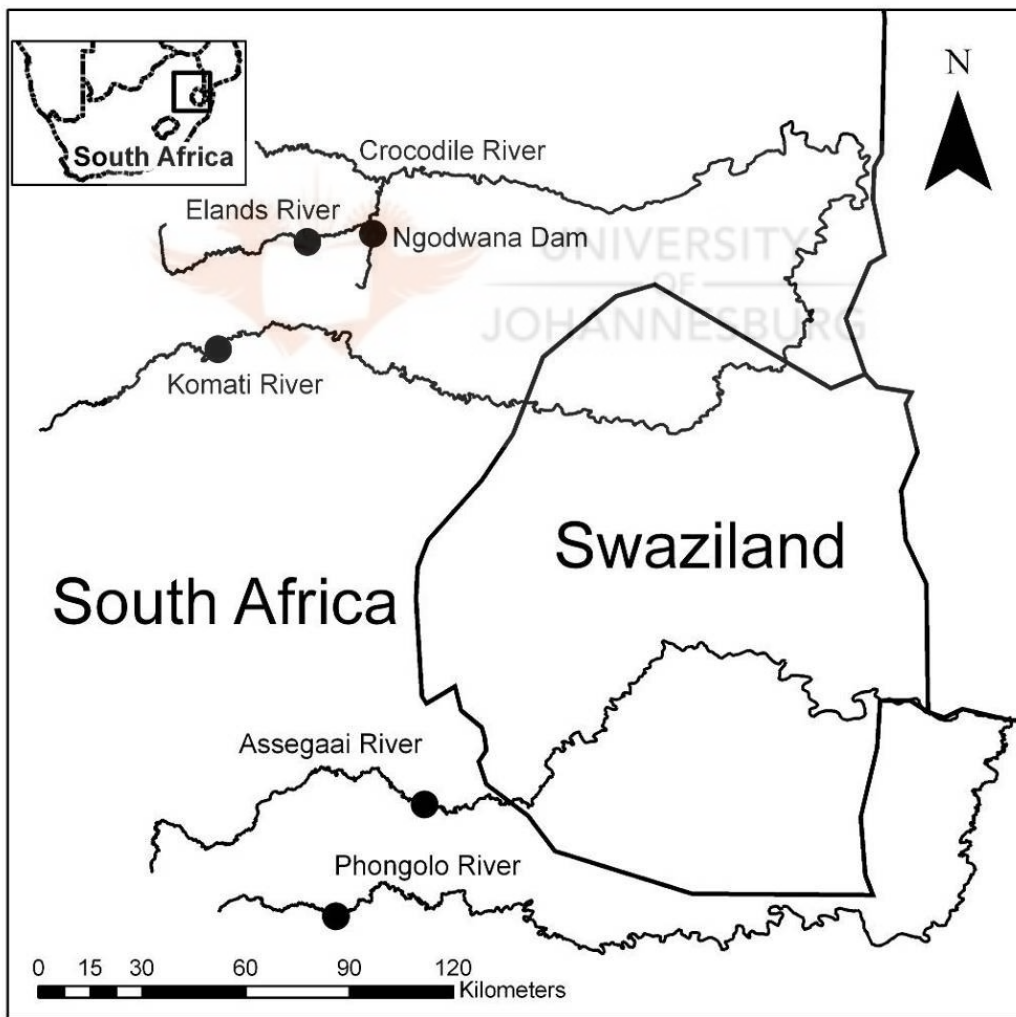 N
South Africa
Crocodile River
Elands River
Ngodwana Dam
UNIVERSITY
OF
JOHANNESBURG
Komati River
Swaziland
South Africa
Assegaai River
Phongolo River
0 15 30 60 90 120
Kilometers